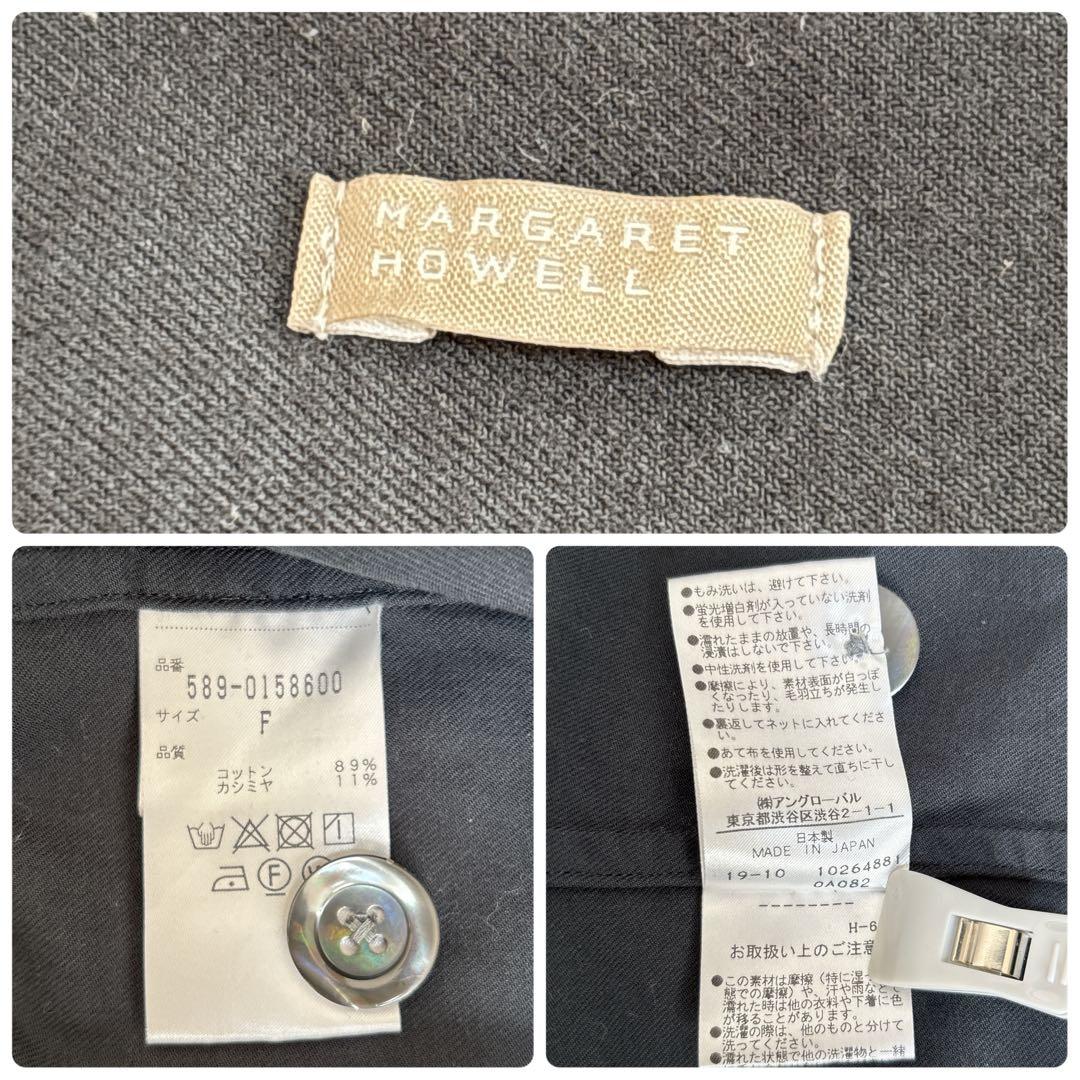 MARGARET
HOWELL
品番
589-0158600
サイズ
F
品質
コットン 89%
カシミヤ 11%
F
●もみ洗いは、避けて下さい。
●蛍光増白剤が入っていない洗剤
を使用して下さい。
●濡れたままの放置や、長時間の
浸漬はしないで下さい。
●中性洗剤を使用して下さい。
●摩擦により、素材表面が白っぽ
くなったり、毛羽立ちが発生し
たりします。
●裏返してネットに入れてくださ
い。
●あて布を使用してください。
●洗濯後は形を整えて直ちに干し
てください。
㈱アングローバル
東京都渋谷区渋谷2-1-1
日本製
MADE IN JAPAN
19-10 10264881
0A082
H-6
お取扱い上のご注意
●この素材は摩擦(特に湿
態での摩擦)や、汗や雨など
濡れた時は他の衣料や下着に色
が移ることがあります。
●洗濯の際は、他のものと分けて
洗ってください。
●濡れた状態で他の洗濯物と一緒